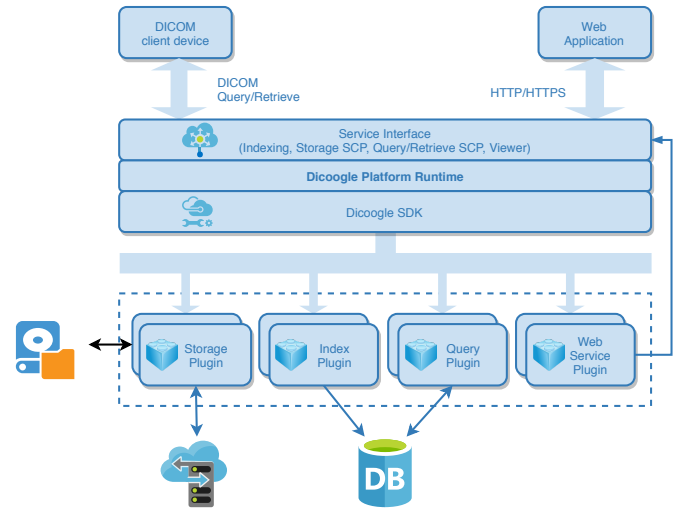 DICOM
client device
Web
Application
DICOM
Query/Retrieve
HTTP/HTTPS
Service Interface
(Indexing, Storage SCP, Query/Retrieve SCP, Viewer)
Dicoogle Platform Runtime
Dicoogle SDK
Storage
Plugin
Index
Plugin
Query
Plugin
Web
Service
Plugin
DB